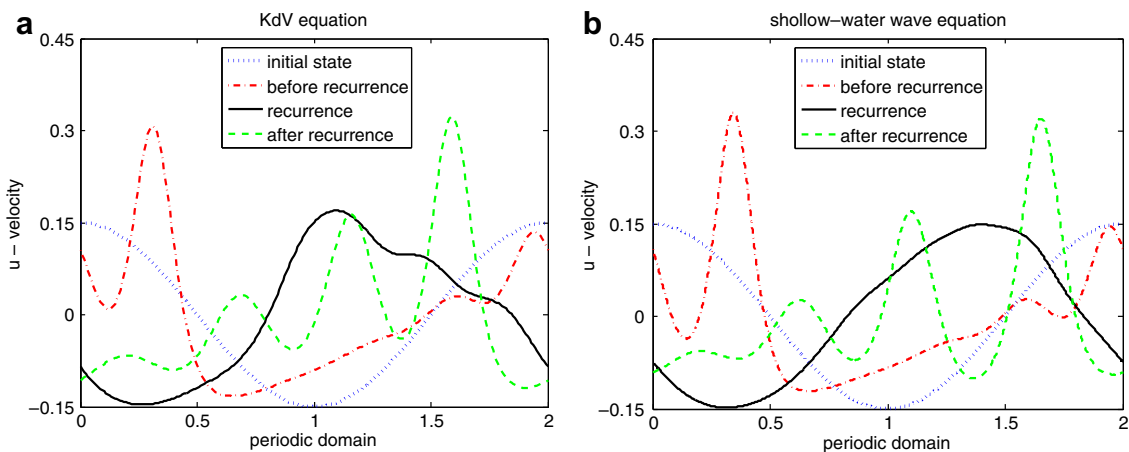 a
KdV equation
0.45
0.3
0.15
0
−0.15
u − velocity
initial state
before recurrence
recurrence
after recurrence
0
0.5
1.0
1.5
2
periodic domain
b
shollow−water wave equation
0.45
0.3
0.15
0
−0.15
u − velocity
initial state
before recurrence
recurrence
after recurrence
0
0.5
1.0
1.5
2
periodic domain